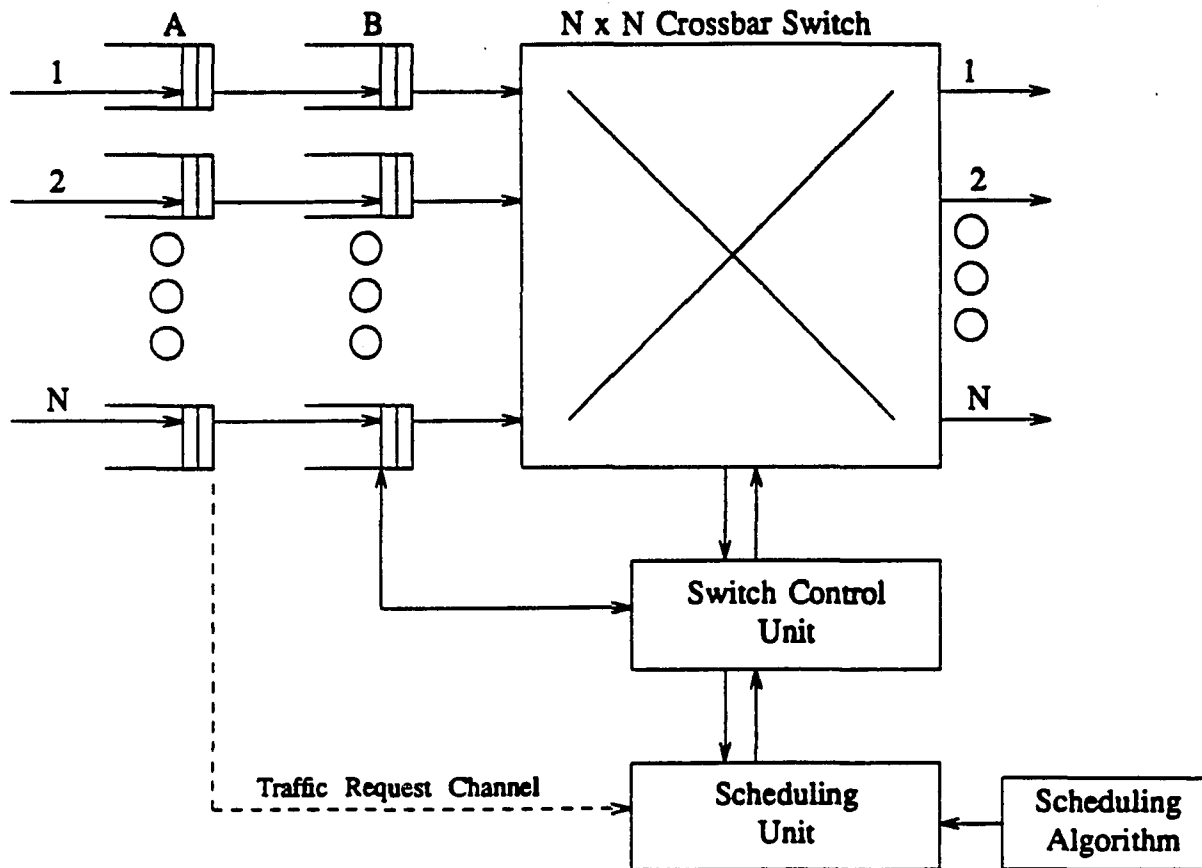 A
B
N x N Crossbar Switch
1
1
2
2
N
N
Switch Control
Unit
Traffic Request Channel
Scheduling
Unit
Scheduling
Algorithm